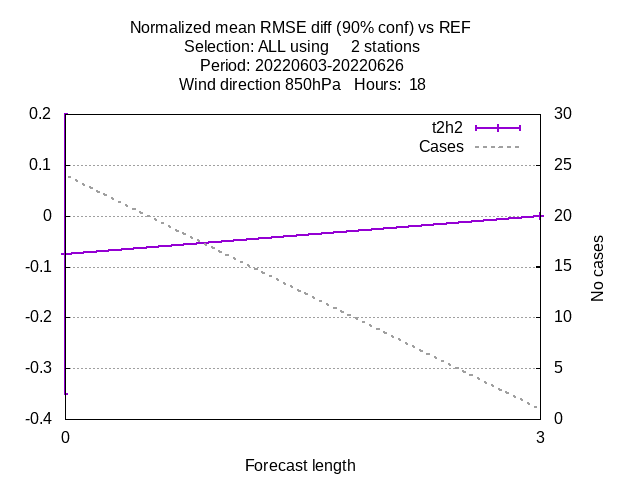 Normalized mean RMSE diff (90% conf) vs REF
Selection: ALL using     2 stations
Period: 20220603-20220626
Wind direction 850hPa   Hours:  18
t2h2
Cases
0.2
0.1
0
-0.1
-0.2
-0.3
-0.4
30
25
20
15
10
5
0
No cases
0
3
Forecast length